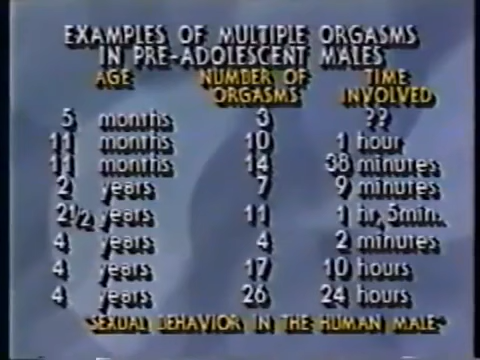 EXAMPLES OF MULTIPLE ORGASMS
IN PRE-ADOLESCENT MALES
AGE NUMBER OF ORGASMS TIME INVOLVED
5 months 3 ??
11 months 10 1 hour
11 months 14 38 minutes
2 years 7 9 minutes
2½ years 11 1 hr, 5min.
4 years 4 2 minutes
4 years 17 10 hours
4 years 26 24 hours
"SEXUAL BEHAVIOR IN THE HUMAN MALE"